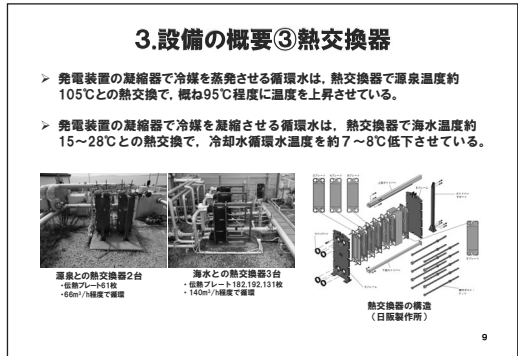 3.設備の概要③熱交換器
➢ 発電装置の凝縮器で冷媒を蒸発させる循環水は，熱交換器で源泉温度約
105℃との熱交換で，概ね95℃程度に温度を上昇させている。
➢ 発電装置の凝縮器で冷媒を凝縮させる循環水は，熱交換器で海水温度約
15～28℃との熱交換で，冷却水循環水温度を約７～8℃低下させている。
源泉との熱交換器2台
・伝熱プレート61枚
・66m³/h程度で循環
海水との熱交換器3台
・伝熱プレート182,192,131枚
・140m³/h程度で循環
熱交換器の構造
（日阪製作所）
9